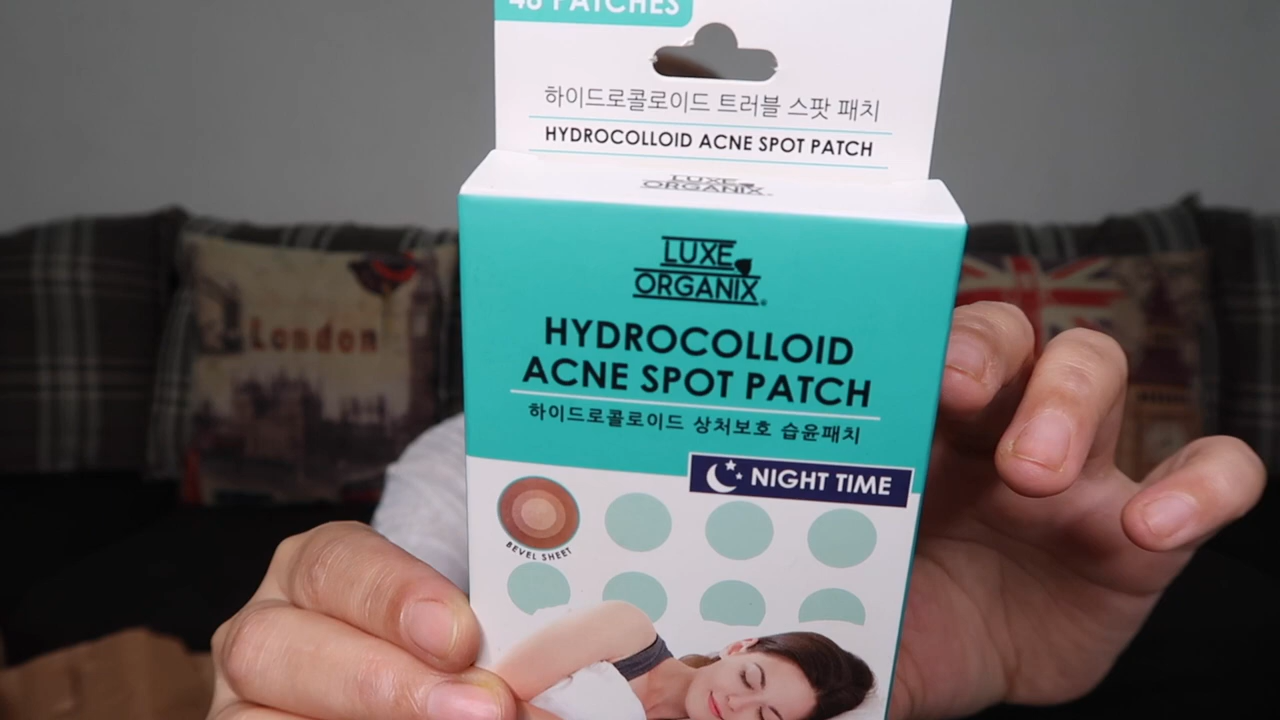 48 PATCHES
하이드로콜로이드 트러블 스팟 패치
HYDROCOLLOID ACNE SPOT PATCH
LUXE
ORGANIX
LUXE
ORGANIX®
HYDROCOLLOID
ACNE SPOT PATCH
하이드로콜로이드 상처보호 습윤패치
NIGHT TIME
BEVEL SHEET
London